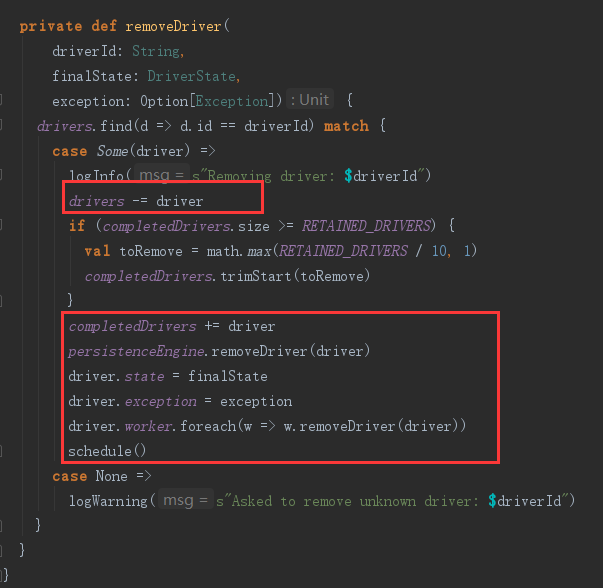 private def removeDriver(
driverId: String,
finalState: DriverState,
exception: Option[Exception]) : Unit {
drivers.find(d => d.id == driverId) match {
case Some(driver) =>
logInfo( msg = s"Removing driver: $driverId")
drivers -= driver
if (completedDrivers.size >= RETAINED_DRIVERS) {
val toRemove = math.max(RETAINED_DRIVERS / 10, 1)
completedDrivers.trimStart(toRemove)
}
completedDrivers += driver
persistenceEngine.removeDriver(driver)
driver.state = finalState
driver.exception = exception
driver.worker.foreach(w => w.removeDriver(driver))
schedule()
case None =>
logWarning( msg = s"Asked to remove unknown driver: $driverId")
}
}
}